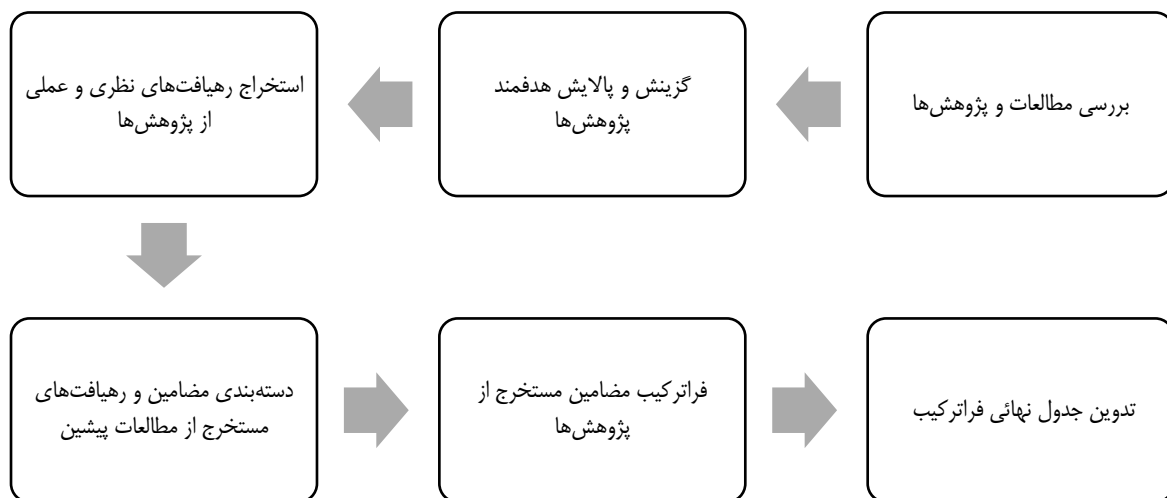 بررسی مطالعات و پژوهش‌ها
گزینش و پالایش هدفمند
پژوهش‌ها
استخراج رهیافت‌های نظری و عملی
از پژوهش‌ها
دسته‌بندی مضامین و رهیافت‌های
مستخرج از مطالعات پیشین
فراترکیب مضامین مستخرج از
پژوهش‌ها
تدوین جدول نهائی فراترکیب